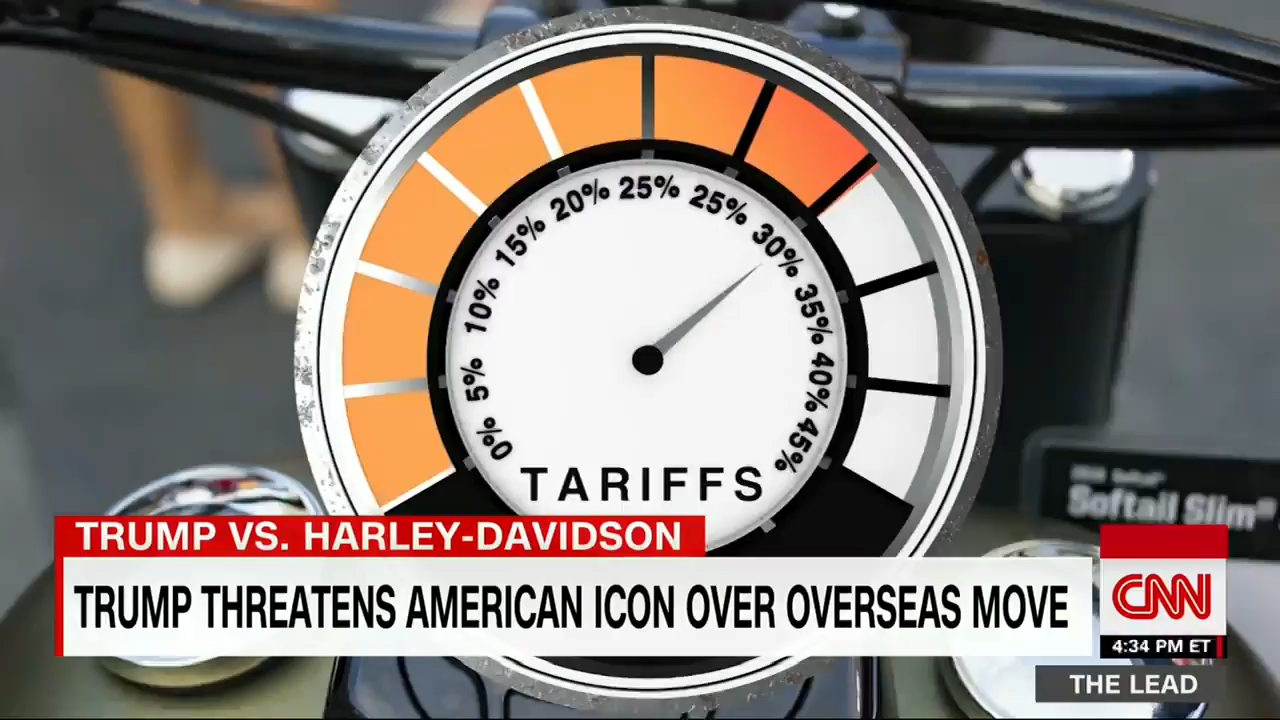 0% 5% 10% 15% 20% 25% 25% 30% 35% 40% 45%
TARIFFS
Softail Slim
TRUMP VS. HARLEY-DAVIDSON
TRUMP THREATENS AMERICAN ICON OVER OVERSEAS MOVE
CNN
4:34 PM ET
THE LEAD